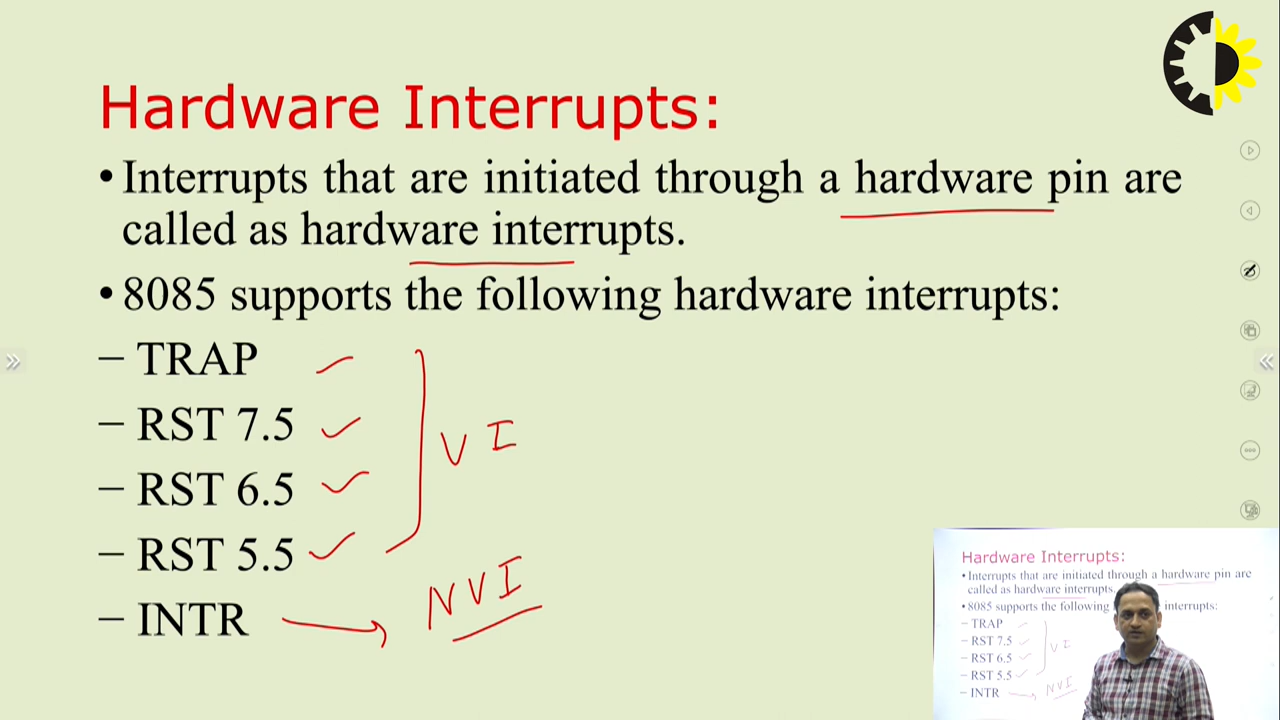 Hardware Interrupts:
• Interrupts that are initiated through a hardware pin are
called as hardware interrupts.
• 8085 supports the following hardware interrupts:
– TRAP
– RST 7.5
– RST 6.5
– RST 5.5
– INTR
VI
NVI
Hardware Interrupts:
• Interrupts that are initiated through a hardware pin are
called as hardware interrupts.
• 8085 supports the following interrupts:
– TRAP
– RST 7.5
– RST 6.5
– RST 5.5
– INTR
VI
NVI